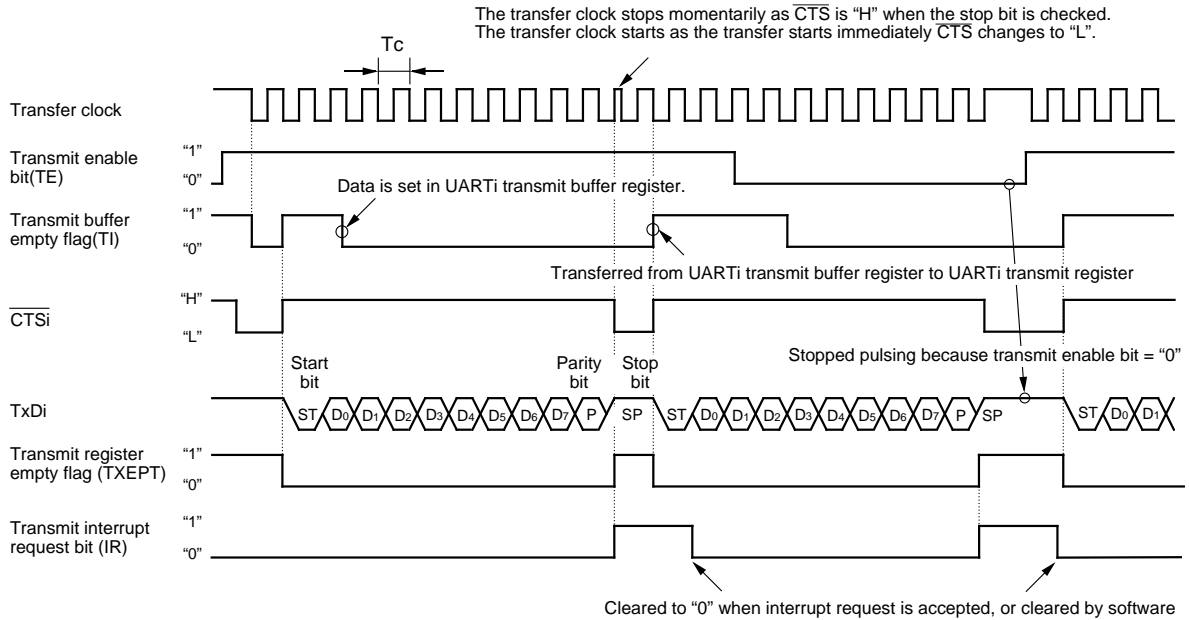 The transfer clock stops momentarily as CTS is “H” when the stop bit is checked.
The transfer clock starts as the transfer starts immediately CTS changes to “L”.
Tc
Transfer clock
Transmit enable
bit(TE)
“1”
“0”
Data is set in UARTi transmit buffer register.
Transmit buffer
empty flag(TI)
“1”
“0”
Transferred from UARTi transmit buffer register to UARTi transmit register
CTSi
“H”
“L”
Stopped pulsing because transmit enable bit = “0”
Start
bit
Parity
bit
Stop
bit
TxDi
ST D0 D1 D2 D3 D4 D5 D6 D7 P SP ST D0 D1 D2 D3 D4 D5 D6 D7 P SP ST D0 D1
Transmit register
empty flag (TXEPT)
“1”
“0”
Transmit interrupt
request bit (IR)
“1”
“0”
Cleared to “0” when interrupt request is accepted, or cleared by software